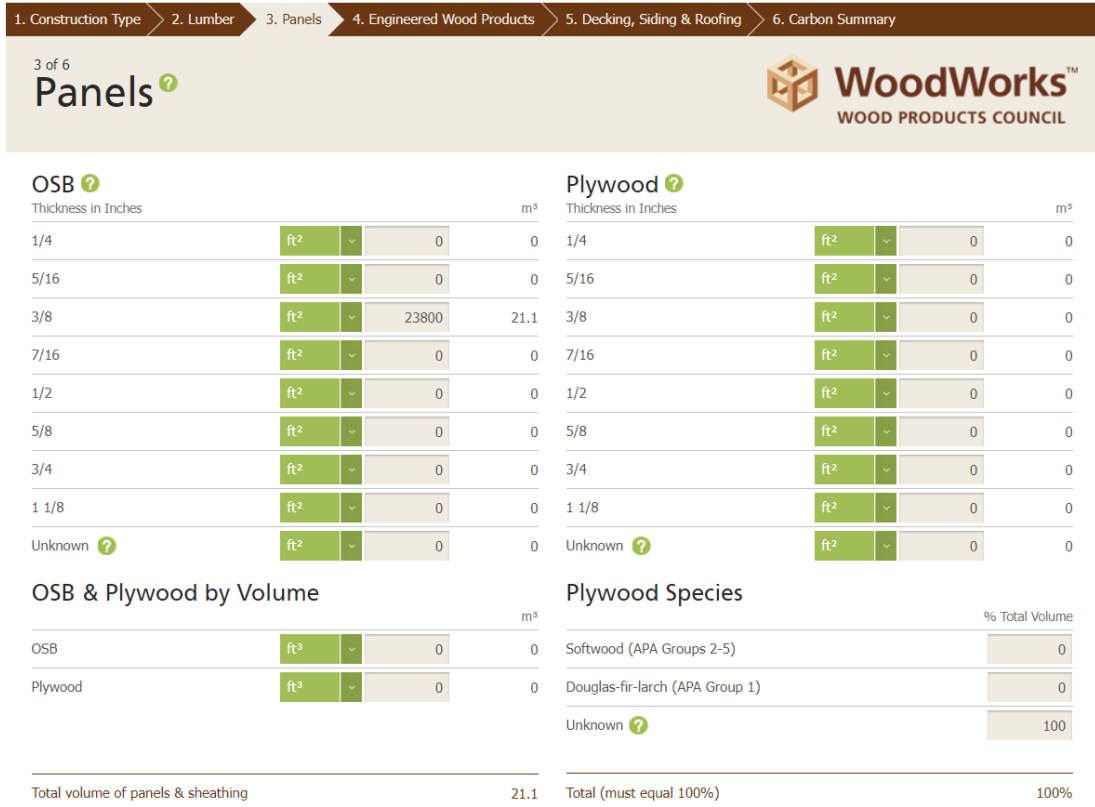 1. Construction Type 2. Lumber 3. Panels 4. Engineered Wood Products 5. Decking, Siding & Roofing 6. Carbon Summary
3 of 6
Panels ?
WoodWorks™
WOOD PRODUCTS COUNCIL
OSB ?
Thickness in Inches m³
1/4 ft² 0 0
5/16 ft² 0 0
3/8 ft² 23800 21.1
7/16 ft² 0 0
1/2 ft² 0 0
5/8 ft² 0 0
3/4 ft² 0 0
1 1/8 ft² 0 0
Unknown ? ft² 0 0
Plywood ?
Thickness in Inches m³
1/4 ft² 0 0
5/16 ft² 0 0
3/8 ft² 0 0
7/16 ft² 0 0
1/2 ft² 0 0
5/8 ft² 0 0
3/4 ft² 0 0
1 1/8 ft² 0 0
Unknown ? ft² 0 0
OSB & Plywood by Volume
m³
OSB ft³ 0 0
Plywood ft³ 0 0
Total volume of panels & sheathing 21.1
Plywood Species
% Total Volume
Softwood (APA Groups 2-5) 0
Douglas-fir-larch (APA Group 1) 0
Unknown ? 100
Total (must equal 100%) 100%